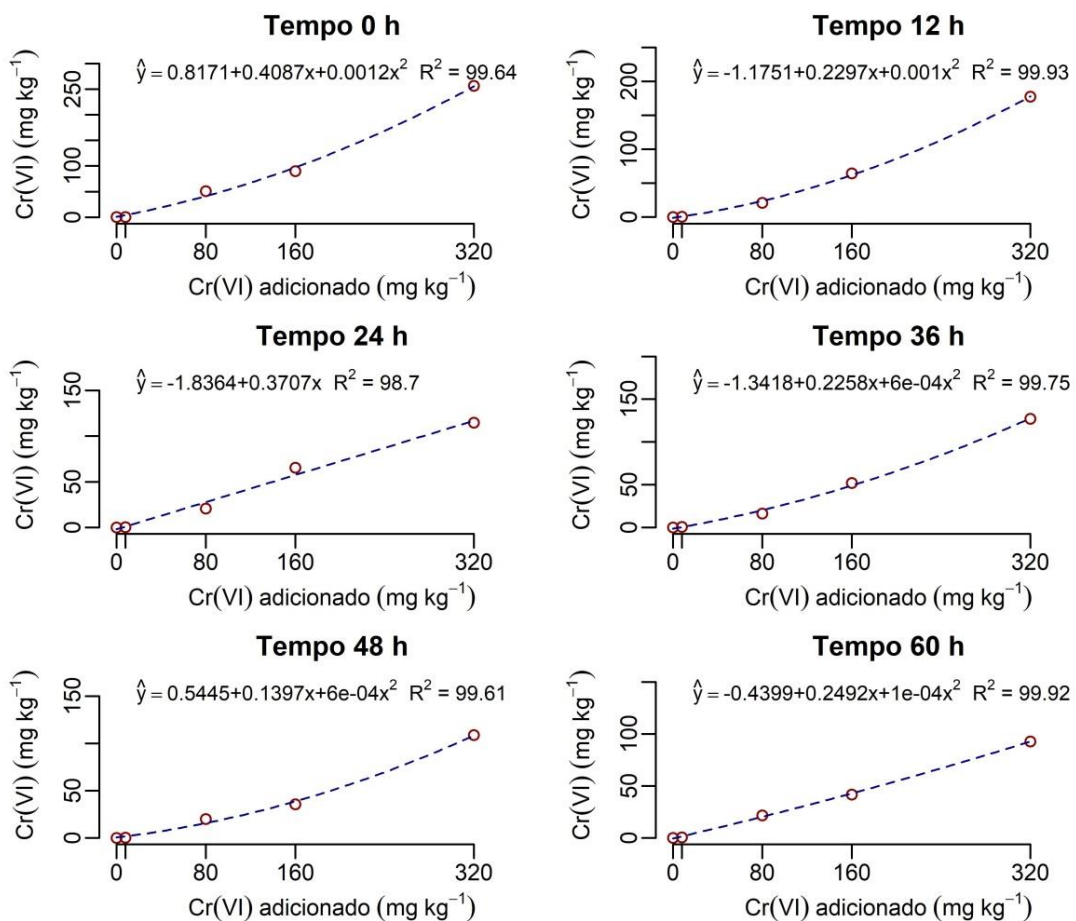 Tempo 0 h
ŷ = 0.8171+0.4087x+0.0012x² R² = 99.64
Cr(VI) (mg kg⁻¹)
250
100
0
0 80 160 320
Cr(VI) adicionado (mg kg⁻¹)
Tempo 12 h
ŷ = -1.1751+0.2297x+0.001x² R² = 99.93
Cr(VI) (mg kg⁻¹)
200
100
0
0 80 160 320
Cr(VI) adicionado (mg kg⁻¹)
Tempo 24 h
ŷ = -1.8364+0.3707x R² = 98.7
Cr(VI) (mg kg⁻¹)
150
50
0
0 80 160 320
Cr(VI) adicionado (mg kg⁻¹)
Tempo 36 h
ŷ = -1.3418+0.2258x+6e-04x² R² = 99.75
Cr(VI) (mg kg⁻¹)
150
50
0
0 80 160 320
Cr(VI) adicionado (mg kg⁻¹)
Tempo 48 h
ŷ = 0.5445+0.1397x+6e-04x² R² = 99.61
Cr(VI) (mg kg⁻¹)
150
50
0
0 80 160 320
Cr(VI) adicionado (mg kg⁻¹)
Tempo 60 h
ŷ = -0.4399+0.2492x+1e-04x² R² = 99.92
Cr(VI) (mg kg⁻¹)
100
0
0 80 160 320
Cr(VI) adicionado (mg kg⁻¹)